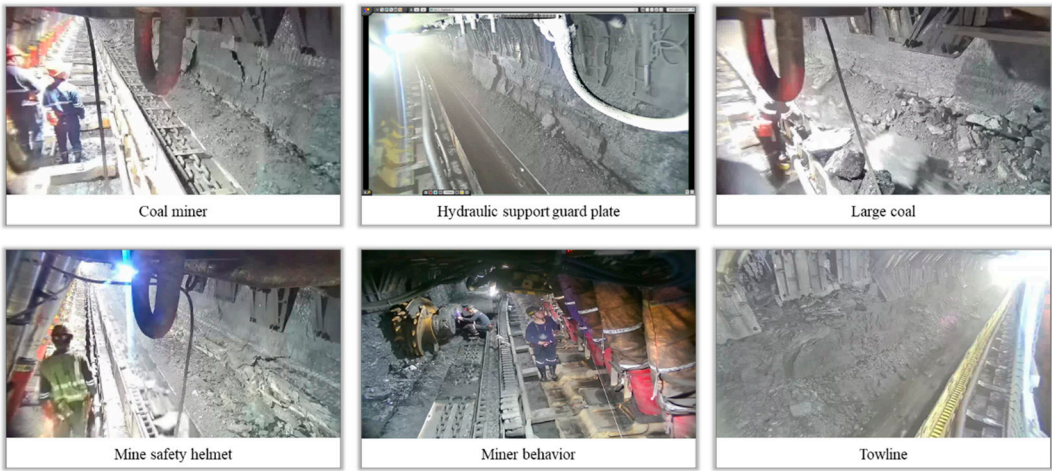 Coal miner
Hydraulic support guard plate
Large coal
Mine safety helmet
Miner behavior
Towline